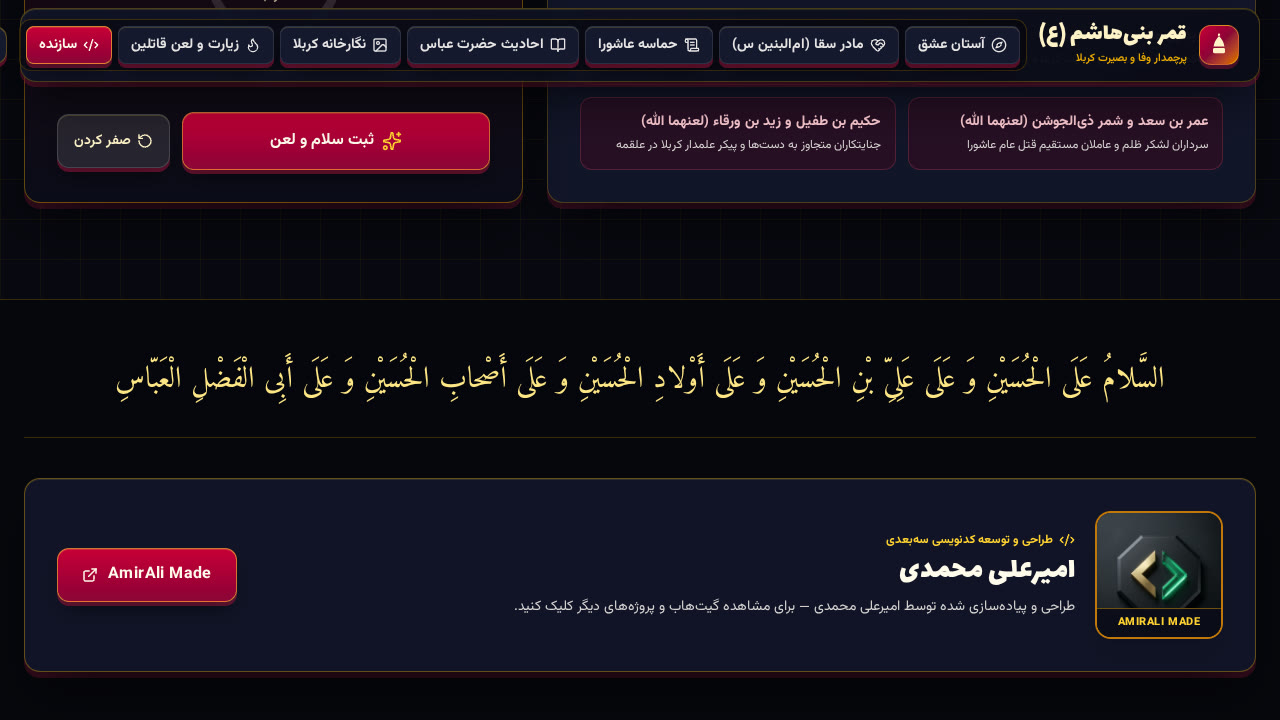 قمر بنی‌هاشم (ع)
پرچمدار وفا و بصیرت کربلا
آستان عشق
مادر سقا (ام‌البنین س)
حماسه عاشورا
احادیث حضرت عباس
نگارخانه کربلا
زیارت و لعن قاتلین
سازنده
عمر بن سعد و شمر ذی‌الجوشن (لعنهما الله)
سرداران لشکر ظلم و عاملان مستقیم قتل عام عاشورا
حکیم بن طفیل و زید بن ورقاء (لعنهما الله)
جنایتکاران متجاوز به دست‌ها و پیکر علمدار کربلا در علقمه
ثبت سلام و لعن
صفر کردن
السَّلامُ عَلَى الْحُسَيْنِ وَ عَلَى عَلِيِّ بْنِ الْحُسَيْنِ وَ عَلَى أَوْلادِ الْحُسَيْنِ وَ عَلَى أَصْحابِ الْحُسَيْنِ وَ عَلَى أَبِی الْفَضْلِ الْعَبّاسِ
طراحی و توسعه کدنویسی سه‌بعدی
امیرعلی محمدی
طراحی و پیاده‌سازی شده توسط امیرعلی محمدی — برای مشاهده گیت‌هاب و پروژه‌های دیگر کلیک کنید.
AMIRALI MADE
AmirAli Made